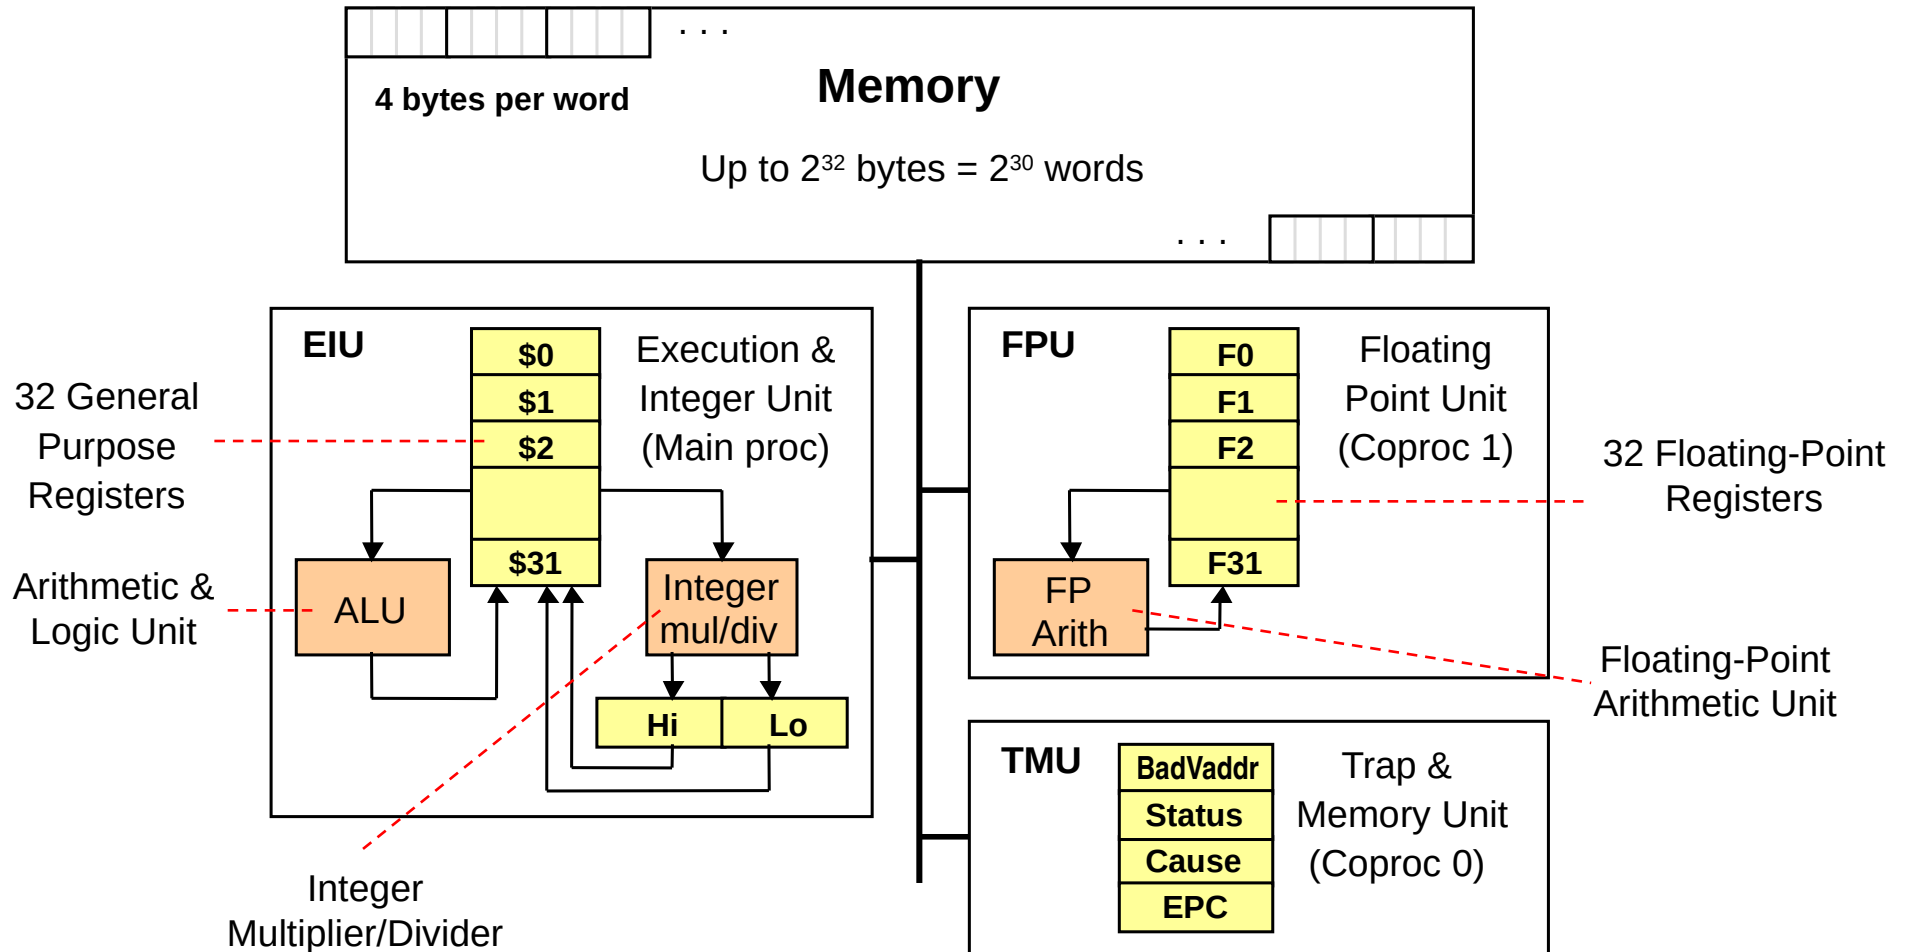 . . .
Memory
4 bytes per word
Up to 2³² bytes = 2³⁰ words
. . .
EIU
$0
$1
$2
$31
Execution &
Integer Unit
(Main proc)
32 General
Purpose
Registers
Arithmetic &
Logic Unit
ALU
Integer
mul/div
Hi
Lo
Integer
Multiplier/Divider
FPU
F0
F1
F2
F31
Floating
Point Unit
(Coproc 1)
32 Floating-Point
Registers
FP
Arith
Floating-Point
Arithmetic Unit
TMU
BadVaddr
Status
Cause
EPC
Trap &
Memory Unit
(Coproc 0)